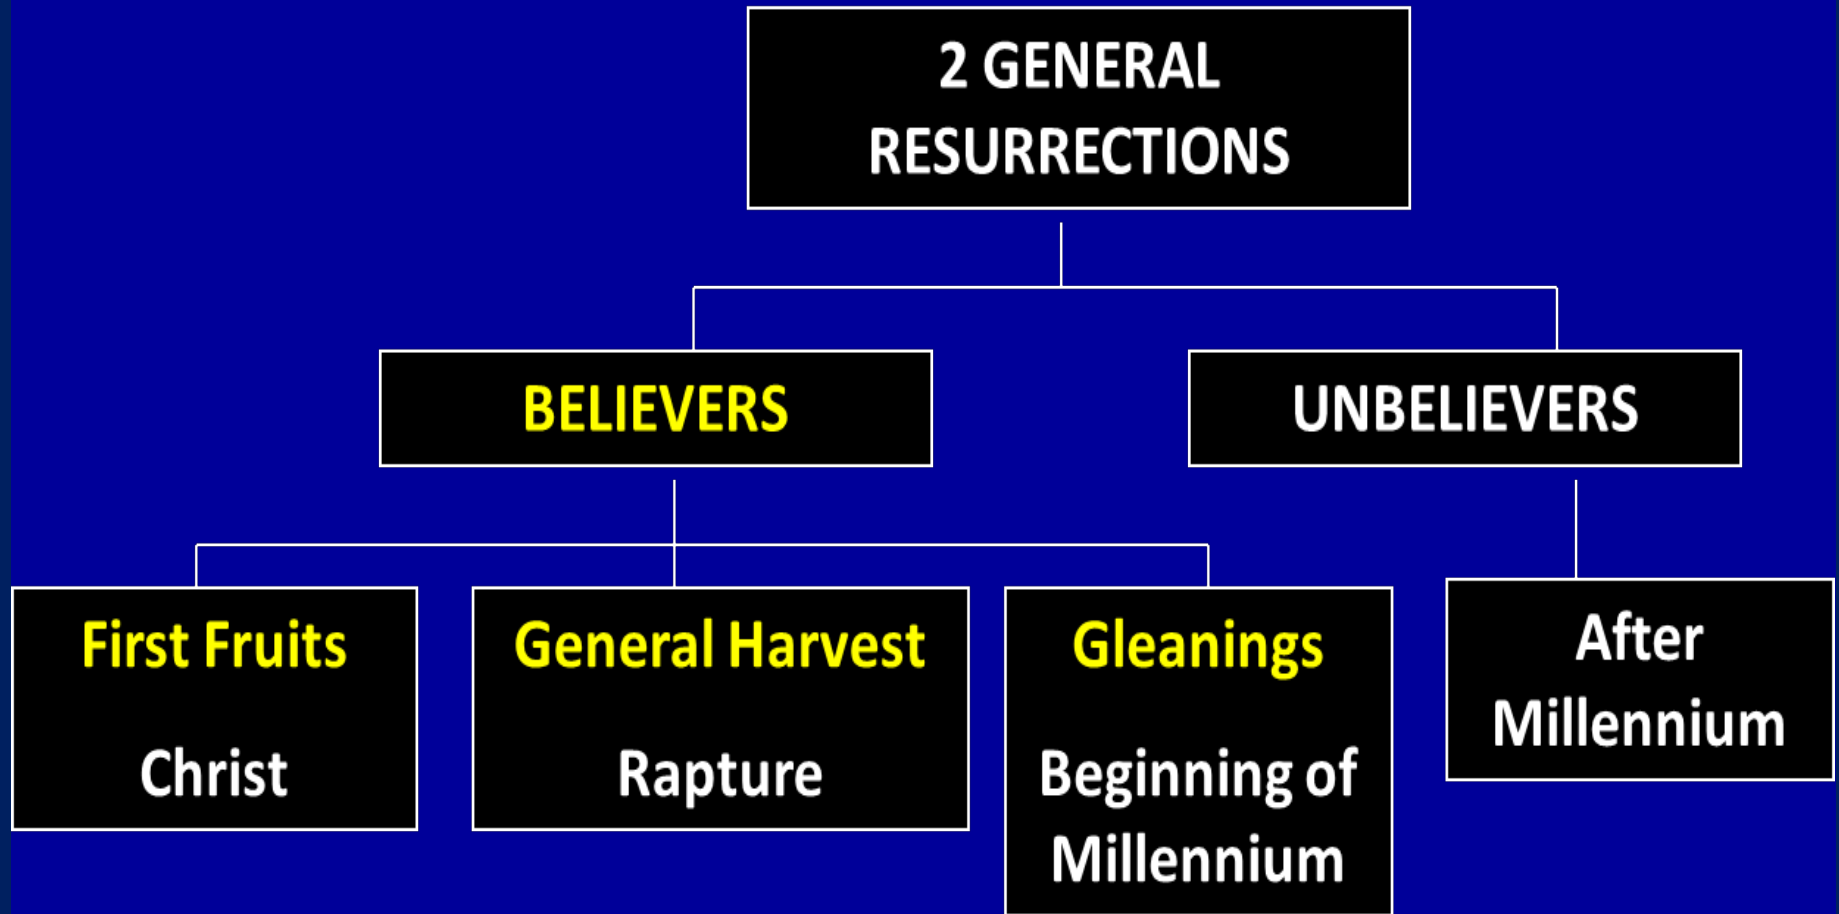 2 GENERAL
RESURRECTIONS
BELIEVERS
UNBELIEVERS
First Fruits
Christ
General Harvest
Rapture
Gleanings
Beginning of
Millennium
After
Millennium